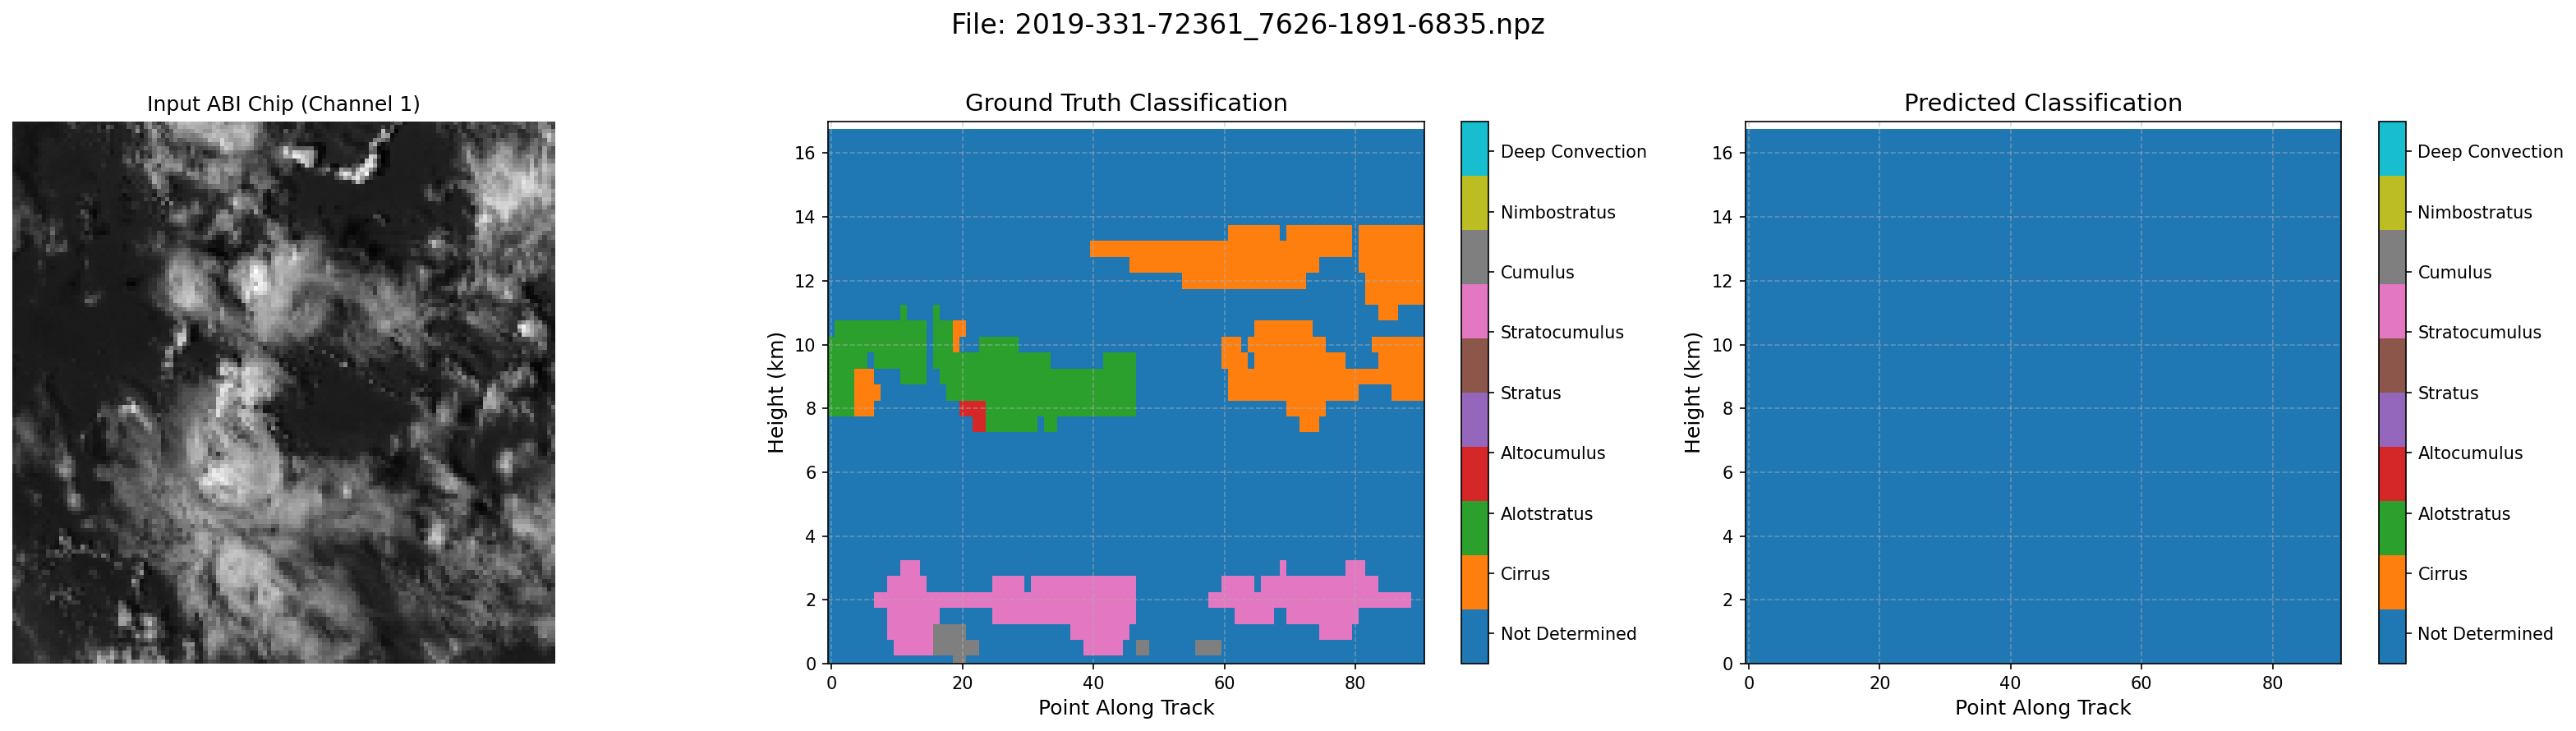 File: 2019-331-72361_7626-1891-6835.npz
Input ABI Chip (Channel 1)
Ground Truth Classification
Height (km)
16
14
12
10
8
6
4
2
0
0 20 40 60 80
Point Along Track
Deep Convection
Nimbostratus
Cumulus
Stratocumulus
Stratus
Altocumulus
Alotstratus
Cirrus
Not Determined
Predicted Classification
Height (km)
16
14
12
10
8
6
4
2
0
0 20 40 60 80
Point Along Track
Deep Convection
Nimbostratus
Cumulus
Stratocumulus
Stratus
Altocumulus
Alotstratus
Cirrus
Not Determined